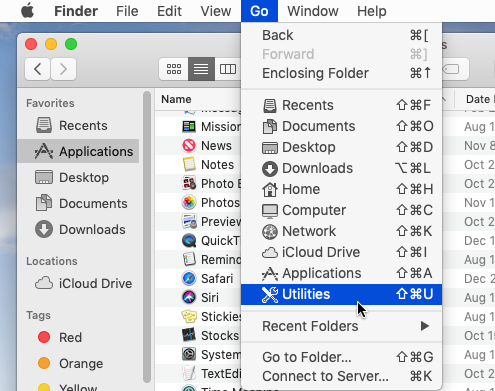 Finder File Edit View Go Window Help
Back ⌘[
Forward ⌘]
Enclosing Folder ⌘↑
Recents ⇧⌘F
Documents ⇧⌘O
Desktop ⇧⌘D
Downloads ⌥⌘L
Home ⇧⌘H
Computer ⇧⌘C
Network ⇧⌘K
iCloud Drive ⇧⌘I
Applications ⇧⌘A
Utilities ⇧⌘U
Recent Folders
Go to Folder... ⇧⌘G
Connect to Server... ⌘K
Favorites
Recents
Applications
Desktop
Documents
Downloads
Locations
iCloud Drive
Tags
Red
Orange
Yellow
Name
Mission
News
Notes
Photo B
Photos
Preview
QuickT
Remind
Safari
Siri
Stickies
Stocks
System
TextEdi
Date
Aug 1
Nov 8
Oct 2
Aug 1
Nov 1
Oct 2
Aug 1
Dec 1
Dec 2
Aug 1
Aug 1
Oct 15
Aug 1
Oct 2